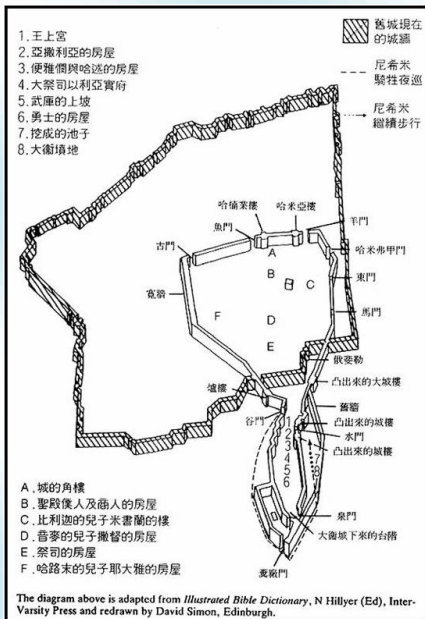 1.王上宮
2.亞撒利亞的房屋
3.便雅憫與哈述的房屋
4.大祭司以利亞實府
5.武庫的上坡
6.勇士的房屋
7.挖成的池子
8.大衞墳地
舊城現在
的城牆
尼希米
騎牲夜巡
尼希米
繼續步行
哈楠業樓
哈米亞樓
羊門
魚門
古門
哈米弗甲門
A
東門
B
C
寬牆
馬門
F
D
E
俄斐勒
爐樓
凸出來的大城樓
舊牆
谷門
凸出來的城樓
1
2
水門
3
凸出來的城樓
4
5
6
7
8
泉門
大衞城下來的台階
糞廠門
A.城的角樓
B.聖殿僕人及商人的房屋
C.比利迦的兒子米書蘭的樓
D.音麥的兒子撒督的房屋
E.祭司的房屋
F.哈路末的兒子耶大雅的房屋
The diagram above is adapted from Illustrated Bible Dictionary, N Hillyer (Ed), Inter-
Varsity Press and redrawn by David Simon, Edinburgh.